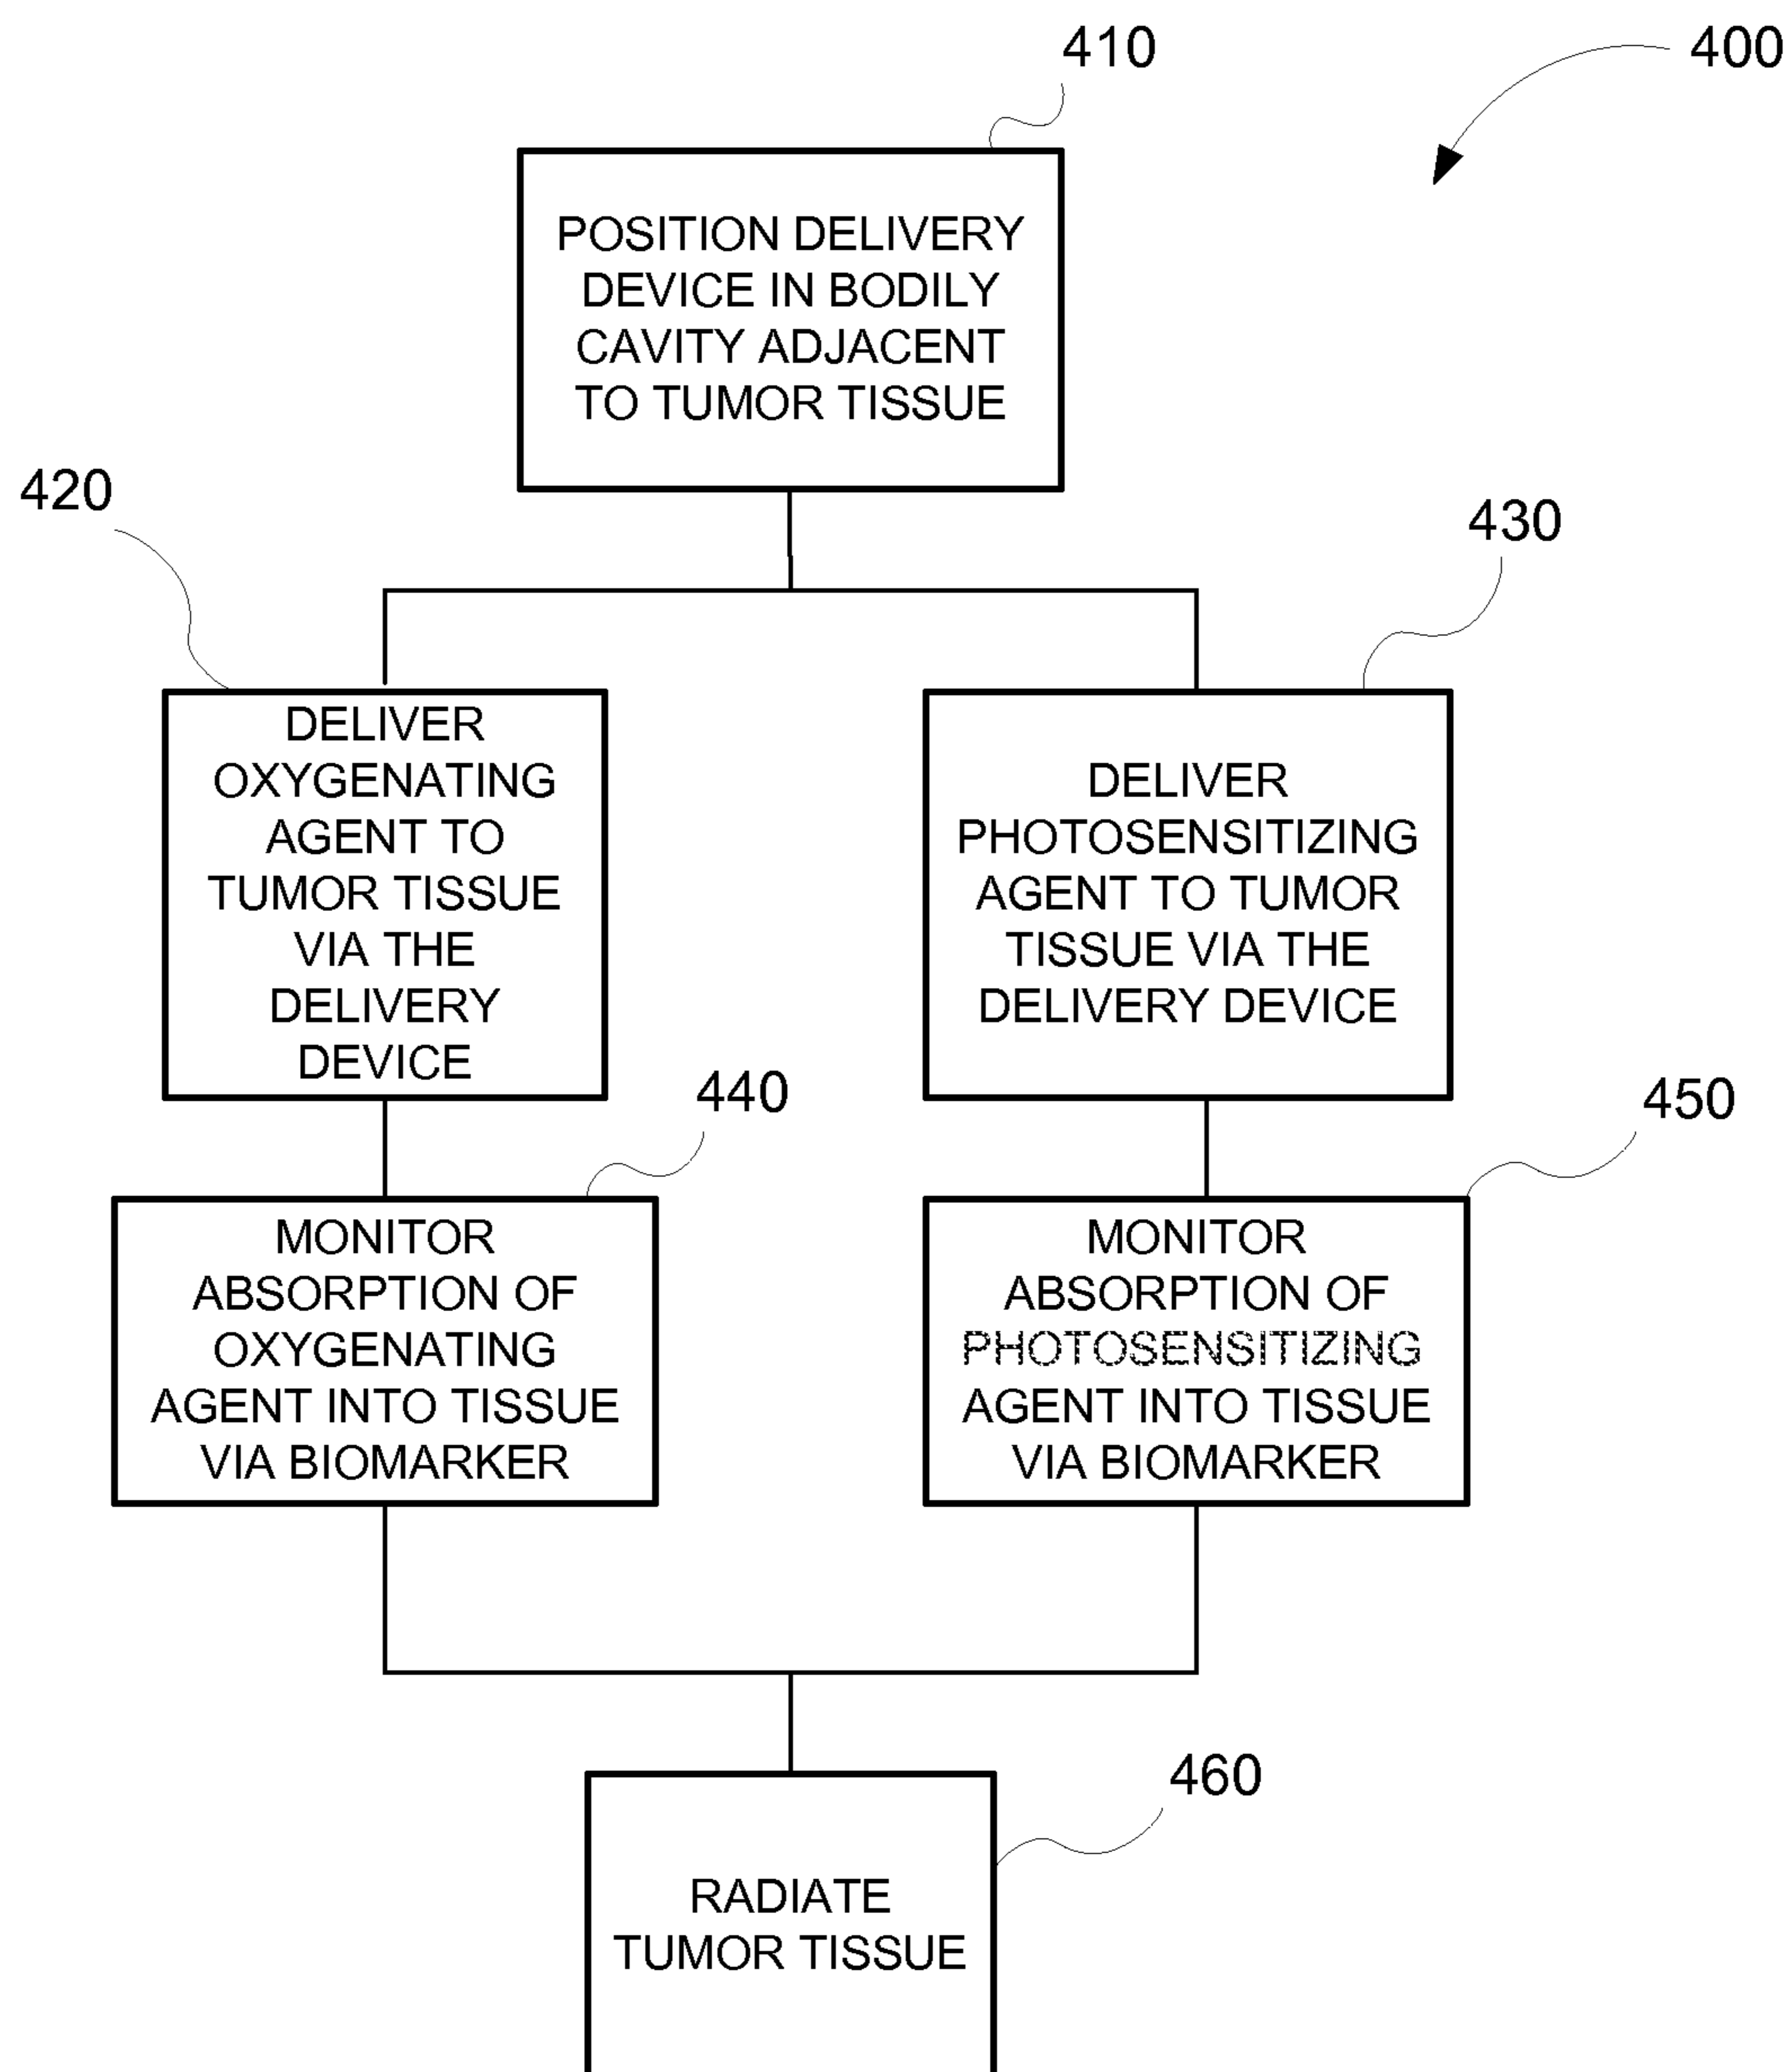 410
400
POSITION DELIVERY
DEVICE IN BODILY
CAVITY ADJACENT
TO TUMOR TISSUE
420
430
DELIVER
OXYGENATING
AGENT TO
TUMOR TISSUE
VIA THE
DELIVERY
DEVICE
DELIVER
PHOTOSENSITIZING
AGENT TO TUMOR
TISSUE VIA THE
DELIVERY DEVICE
440
450
MONITOR
ABSORPTION OF
OXYGENATING
AGENT INTO TISSUE
VIA BIOMARKER
MONITOR
ABSORPTION OF
PHOTOSENSITIZING
AGENT INTO TISSUE
VIA BIOMARKER
460
RADIATE
TUMOR TISSUE